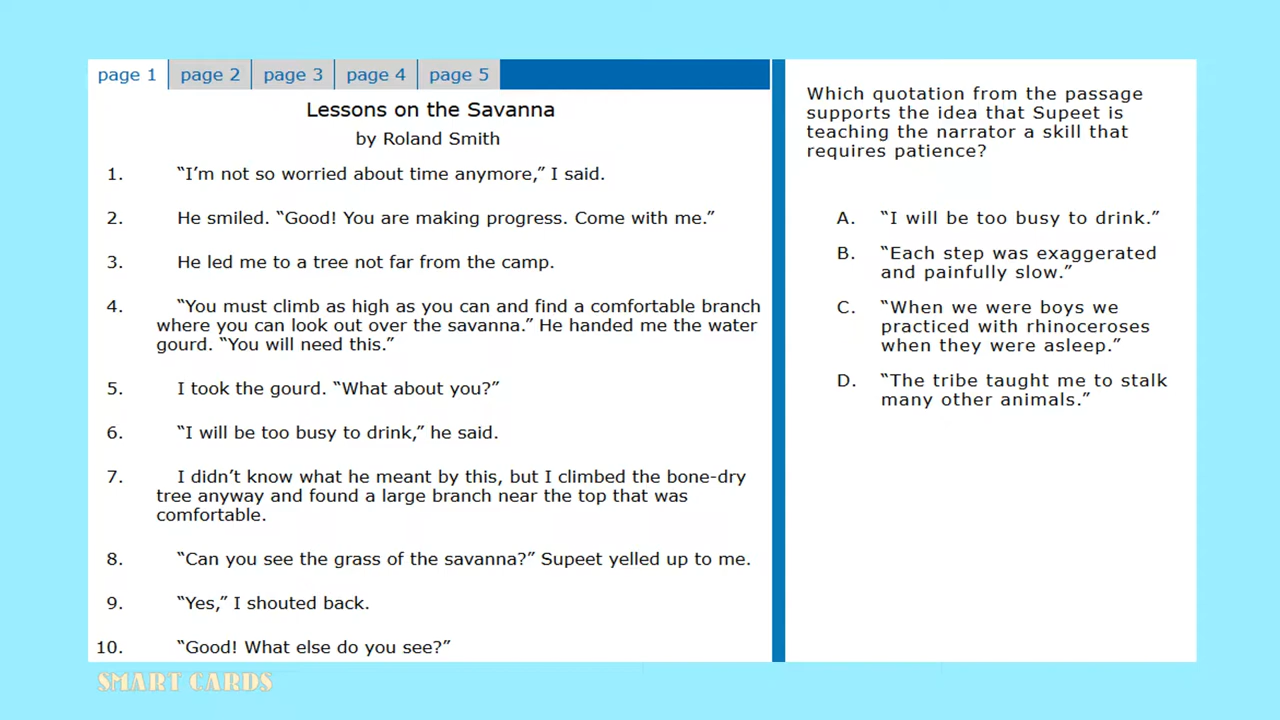 page 1
page 2
page 3
page 4
page 5
Lessons on the Savanna
by Roland Smith
1. “I’m not so worried about time anymore,” I said.
2. He smiled. “Good! You are making progress. Come with me.”
3. He led me to a tree not far from the camp.
4. “You must climb as high as you can and find a comfortable branch
where you can look out over the savanna.” He handed me the water
gourd. “You will need this.”
5. I took the gourd. “What about you?”
6. “I will be too busy to drink,” he said.
7. I didn’t know what he meant by this, but I climbed the bone-dry
tree anyway and found a large branch near the top that was
comfortable.
8. “Can you see the grass of the savanna?” Supeet yelled up to me.
9. “Yes,” I shouted back.
10. “Good! What else do you see?”
Which quotation from the passage
supports the idea that Supeet is
teaching the narrator a skill that
requires patience?
A. “I will be too busy to drink.”
B. “Each step was exaggerated
and painfully slow.”
C. “When we were boys we
practiced with rhinoceroses
when they were asleep.”
D. “The tribe taught me to stalk
many other animals.”
SMART CARDS